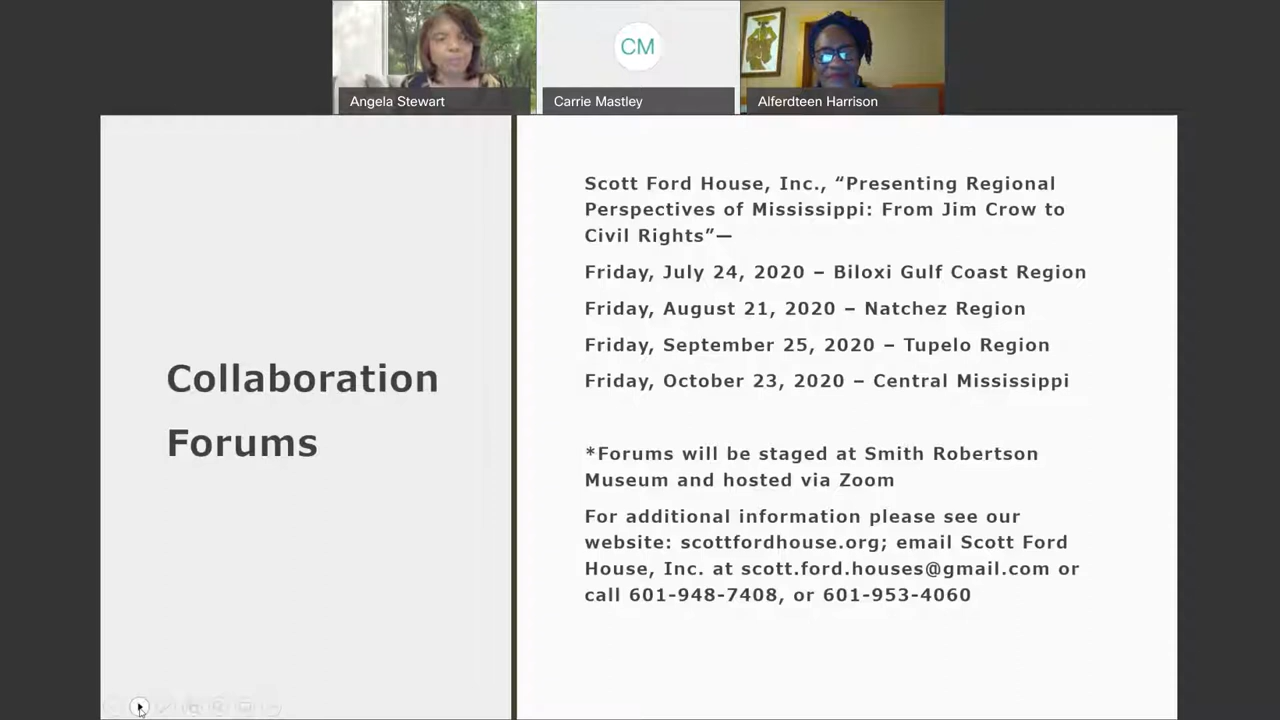 CM
Angela Stewart
Carrie Mastley
Alferdteen Harrison
Collaboration
Forums
Scott Ford House, Inc., “Presenting Regional
Perspectives of Mississippi: From Jim Crow to
Civil Rights”—
Friday, July 24, 2020 – Biloxi Gulf Coast Region
Friday, August 21, 2020 – Natchez Region
Friday, September 25, 2020 – Tupelo Region
Friday, October 23, 2020 – Central Mississippi
*Forums will be staged at Smith Robertson
Museum and hosted via Zoom
For additional information please see our
website: scottfordhouse.org; email Scott Ford
House, Inc. at scott.ford.houses@gmail.com or
call 601-948-7408, or 601-953-4060